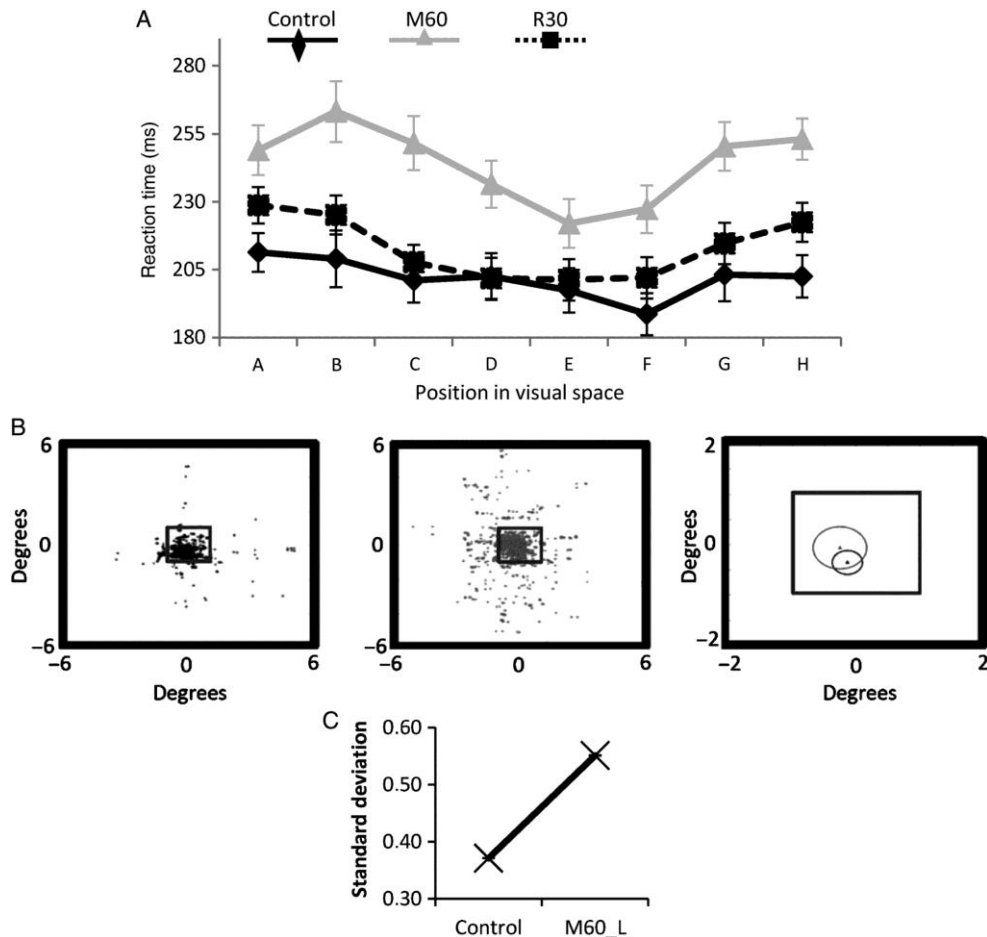 A
Control M60 R30
Reaction time (ms)
280
255
230
205
180
A B C D E F G H
Position in visual space
B
Degrees
6
0
−6
−6 0 6
Degrees
Degrees
6
0
−6
−6 0 6
Degrees
Degrees
2
0
−2
−2 0 2
Degrees
C
Standard deviation
0.60
0.50
0.40
0.30
Control M60_L